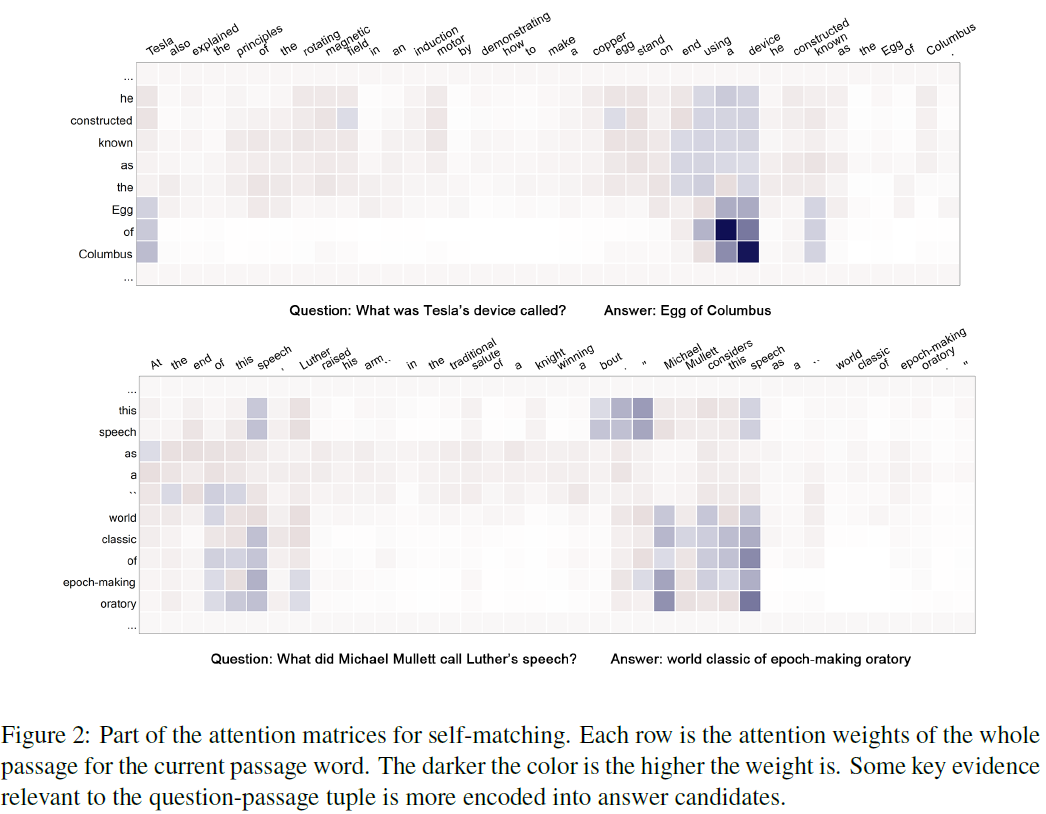 Tesla also explained the principles of the rotating magnetic field in an induction motor by demonstrating how to make a copper egg stand on end using a device he constructed known as the Egg of Columbus .
...
he
constructed
known
as
the
Egg
of
Columbus
...
Question: What was Tesla's device called? Answer: Egg of Columbus
At the end of this speech , Luther raised his arm.. in the traditional salute of a knight winning a bout . " Michael Mullett considers this speech as a `` world classic of epoch-making oratory . "
...
this
speech
as
a
``
world
classic
of
epoch-making
oratory
...
Question: What did Michael Mullett call Luther's speech? Answer: world classic of epoch-making oratory
Figure 2: Part of the attention matrices for self-matching. Each row is the attention weights of the whole
passage for the current passage word. The darker the color is the higher the weight is. Some key evidence
relevant to the question-passage tuple is more encoded into answer candidates.